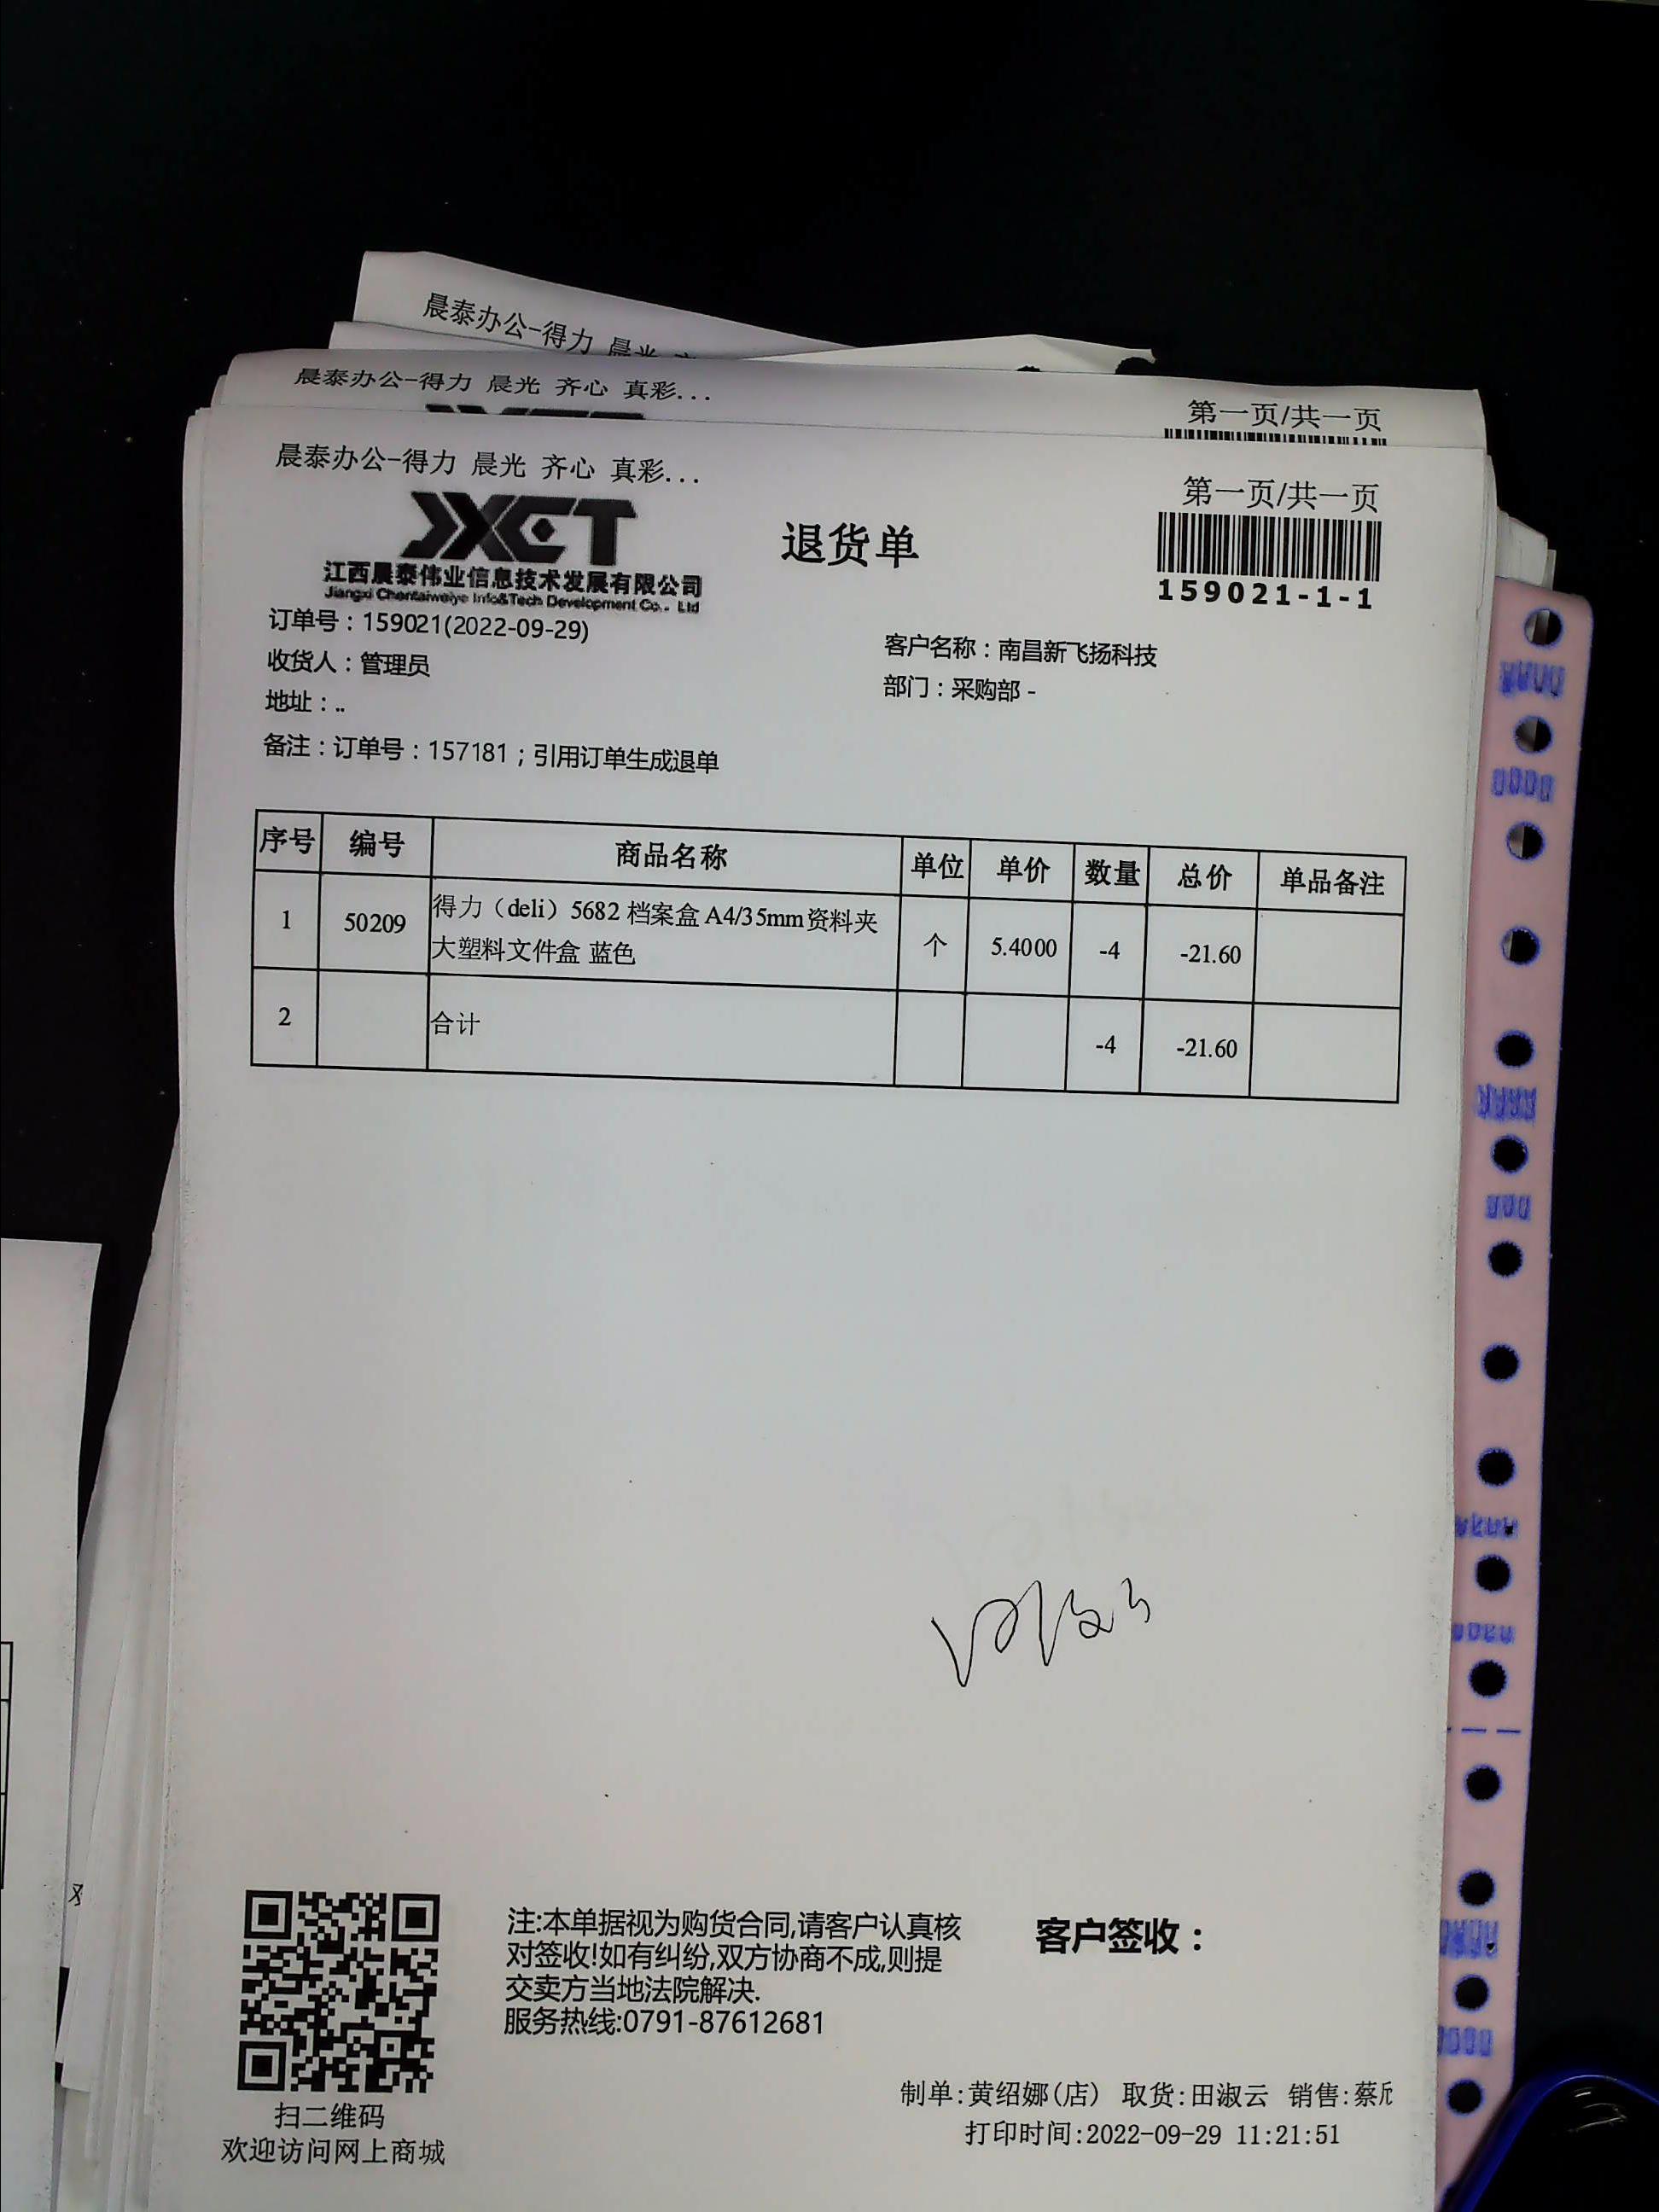 晨泰办公-得力
晨泰办公-得力 晨光 齐心 真彩...
第一页/共一页
晨泰办公-得力 晨光 齐心 真彩...
第一页/共一页
JXCT
退货单
159021-1-1
江西晨泰伟业信息技术发展有限公司
Jiangxi Chentaiweiye Info&Tech Development Co., Ltd
订单号：159021(2022-09-29)
客户名称：南昌新飞扬科技
收货人：管理员
部门：采购部 -
地址：..
备注：订单号：157181；引用订单生成退单
序号 编号 商品名称 单位 单价 数量 总价 单品备注
1 50209 得力（deli）5682 档案盒 A4/35mm资料夹 个 5.4000 -4 -21.60
大塑料文件盒 蓝色
2 合计 -4 -21.60
注:本单据视为购货合同,请客户认真核
对签收!如有纠纷,双方协商不成,则提
交卖方当地法院解决.
服务热线:0791-87612681
客户签收：
扫二维码
欢迎访问网上商城
制单:黄绍娜(店) 取货:田淑云 销售:蔡
打印时间:2022-09-29 11:21:51